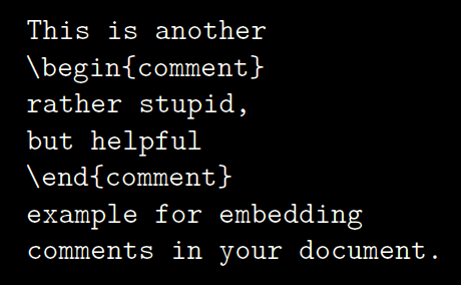 This is another
\begin{comment}
rather stupid,
but helpful
\end{comment}
example for embedding
comments in your document.